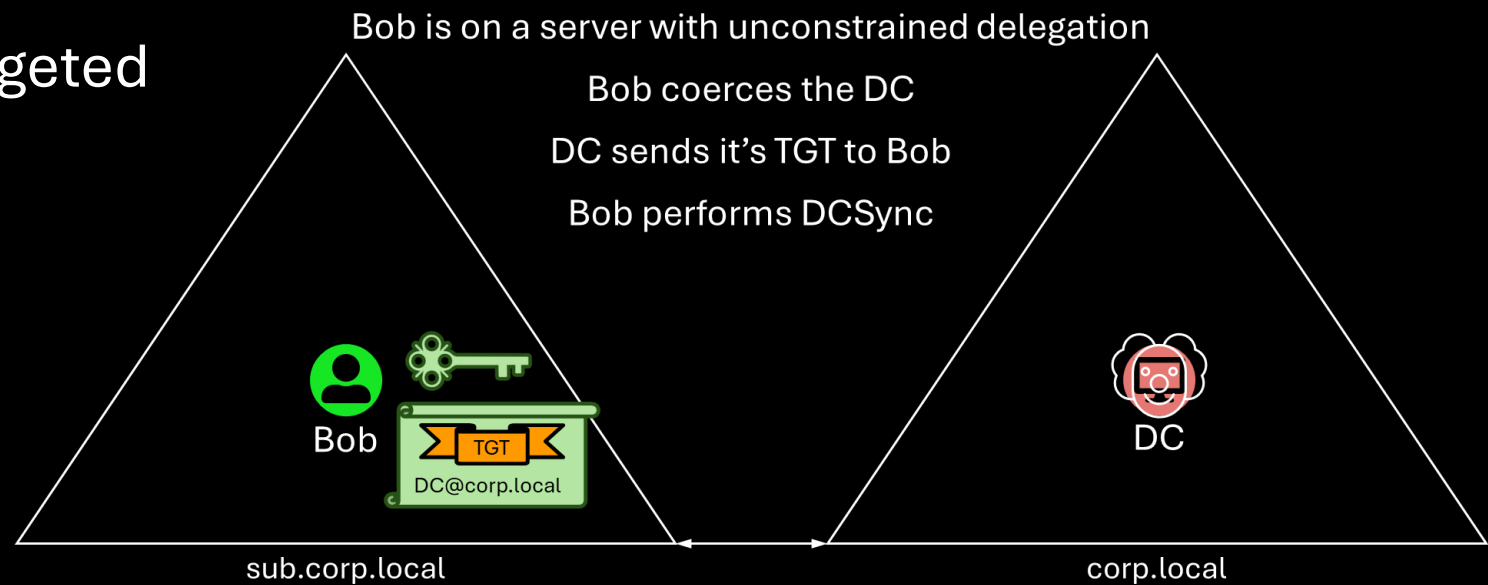 Bob is on a server with unconstrained delegation
geted
Bob coerces the DC
DC sends it’s TGT to Bob
Bob performs DCSync
Bob
TGT
DC@corp.local
DC
sub.corp.local
corp.local